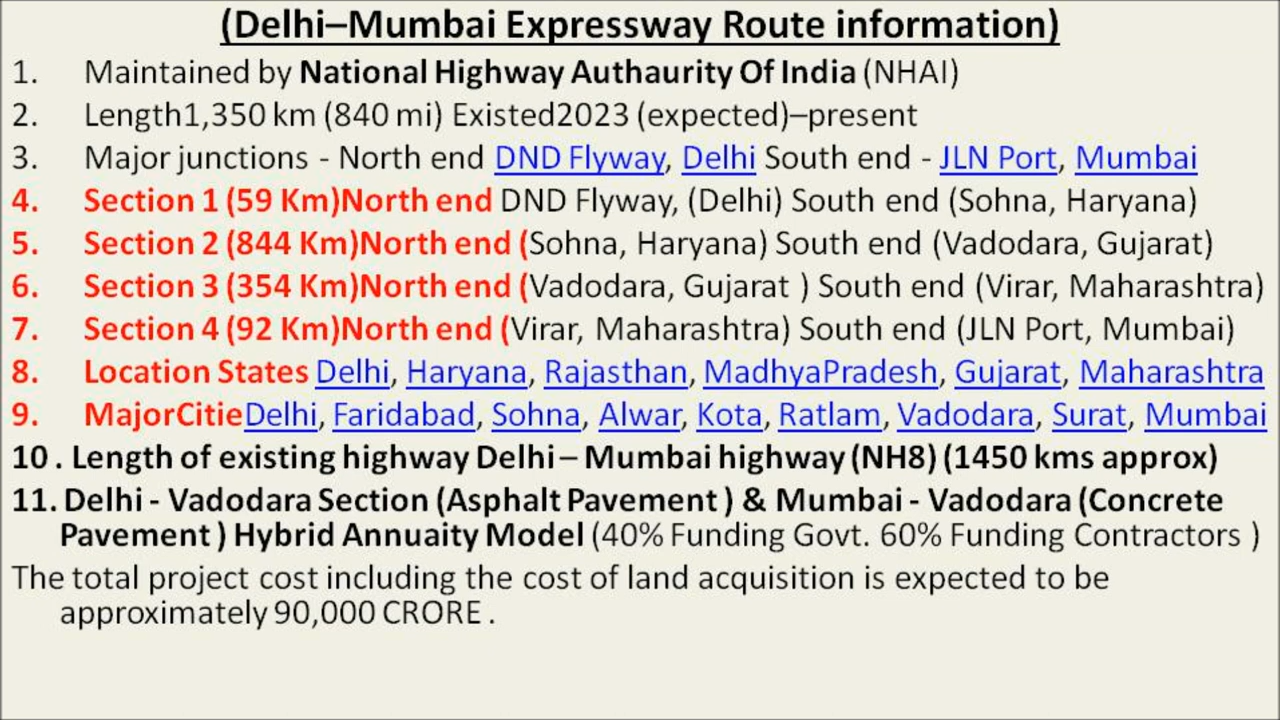 (Delhi–Mumbai Expressway Route information)
1. Maintained by National Highway Authaurity Of India (NHAI)
2. Length1,350 km (840 mi) Existed2023 (expected)–present
3. Major junctions - North end DND Flyway, Delhi South end - JLN Port, Mumbai
4. Section 1 (59 Km)North end DND Flyway, (Delhi) South end (Sohna, Haryana)
5. Section 2 (844 Km)North end (Sohna, Haryana) South end (Vadodara, Gujarat)
6. Section 3 (354 Km)North end (Vadodara, Gujarat ) South end (Virar, Maharashtra)
7. Section 4 (92 Km)North end (Virar, Maharashtra) South end (JLN Port, Mumbai)
8. Location States Delhi, Haryana, Rajasthan, MadhyaPradesh, Gujarat, Maharashtra
9. MajorCitieDelhi, Faridabad, Sohna, Alwar, Kota, Ratlam, Vadodara, Surat, Mumbai
10 . Length of existing highway Delhi – Mumbai highway (NH8) (1450 kms approx)
11. Delhi - Vadodara Section (Asphalt Pavement ) & Mumbai - Vadodara (Concrete
Pavement ) Hybrid Annuaity Model (40% Funding Govt. 60% Funding Contractors )
The total project cost including the cost of land acquisition is expected to be
approximately 90,000 CRORE .